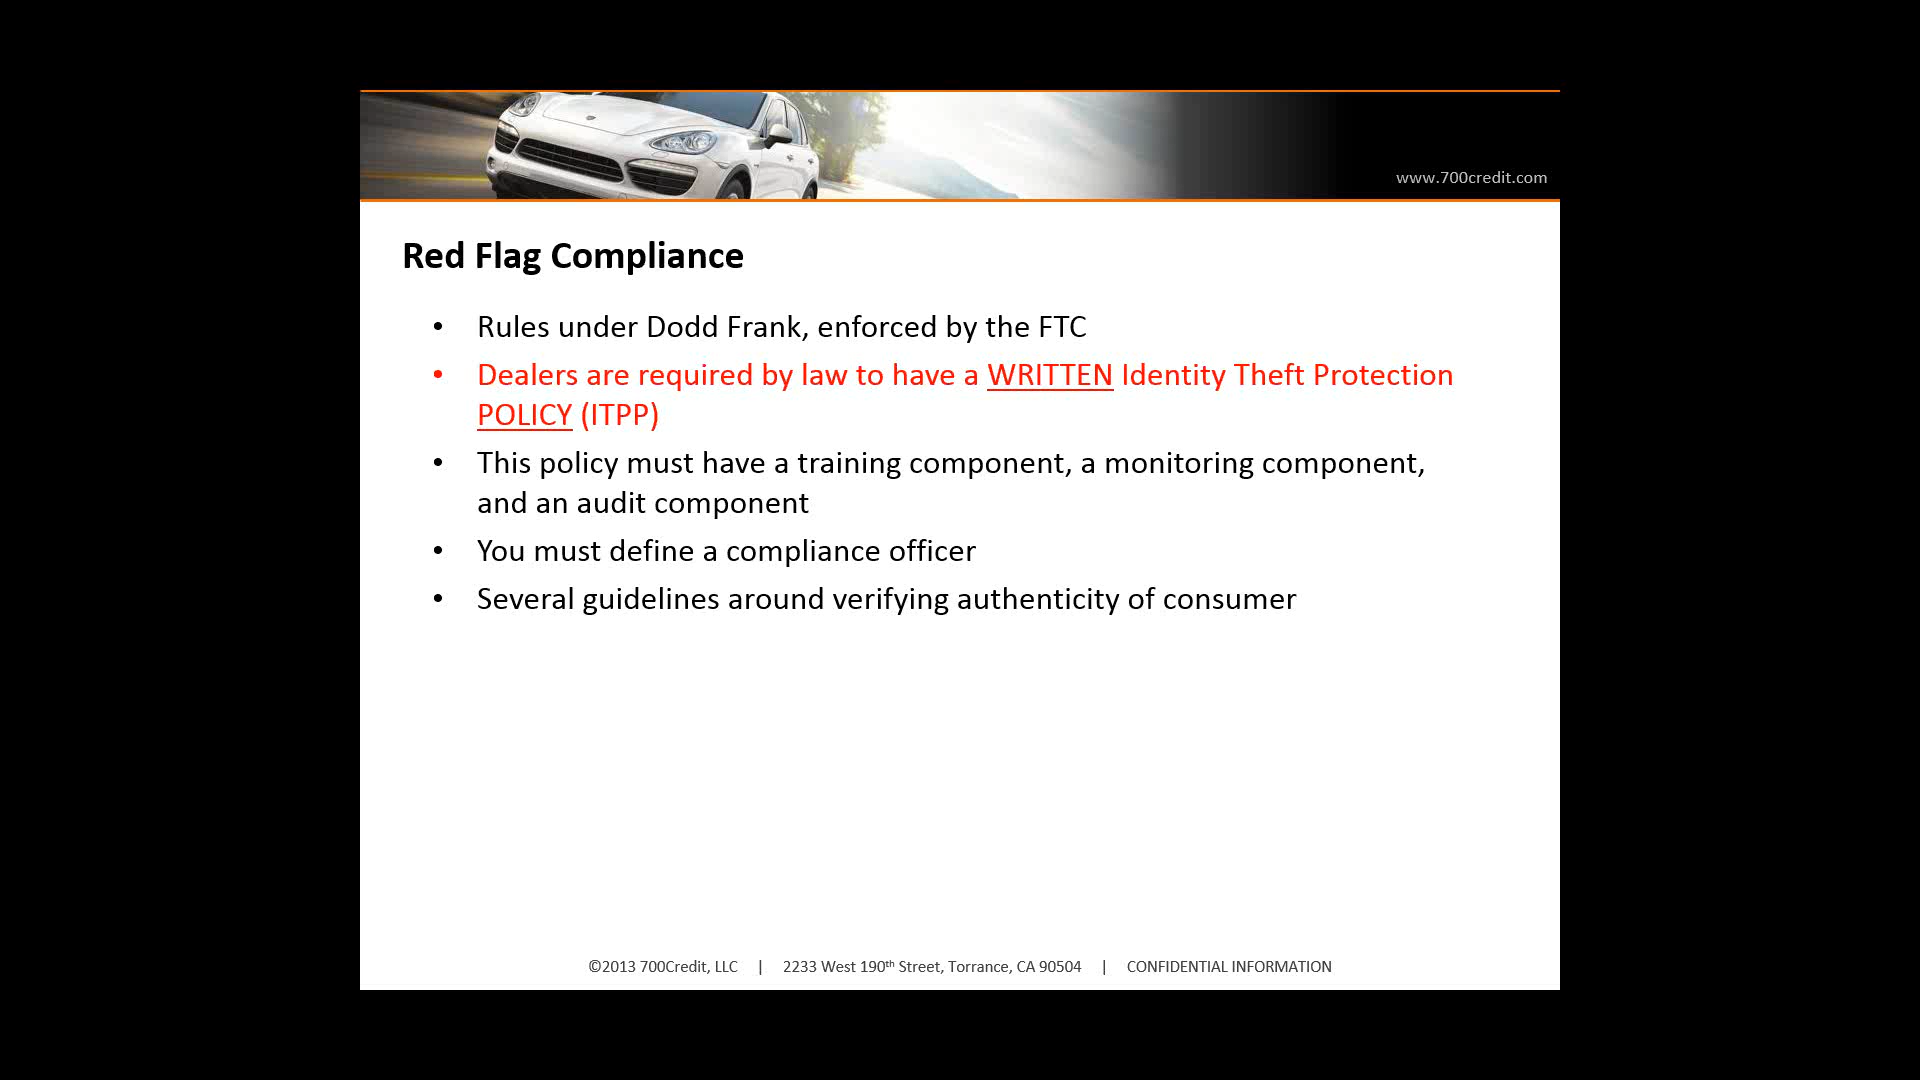 www.700credit.com
Red Flag Compliance
• Rules under Dodd Frank, enforced by the FTC
• Dealers are required by law to have a WRITTEN Identity Theft Protection
POLICY (ITPP)
• This policy must have a training component, a monitoring component,
and an audit component
• You must define a compliance officer
• Several guidelines around verifying authenticity of consumer
©2013 700Credit, LLC | 2233 West 190th Street, Torrance, CA 90504 | CONFIDENTIAL INFORMATION